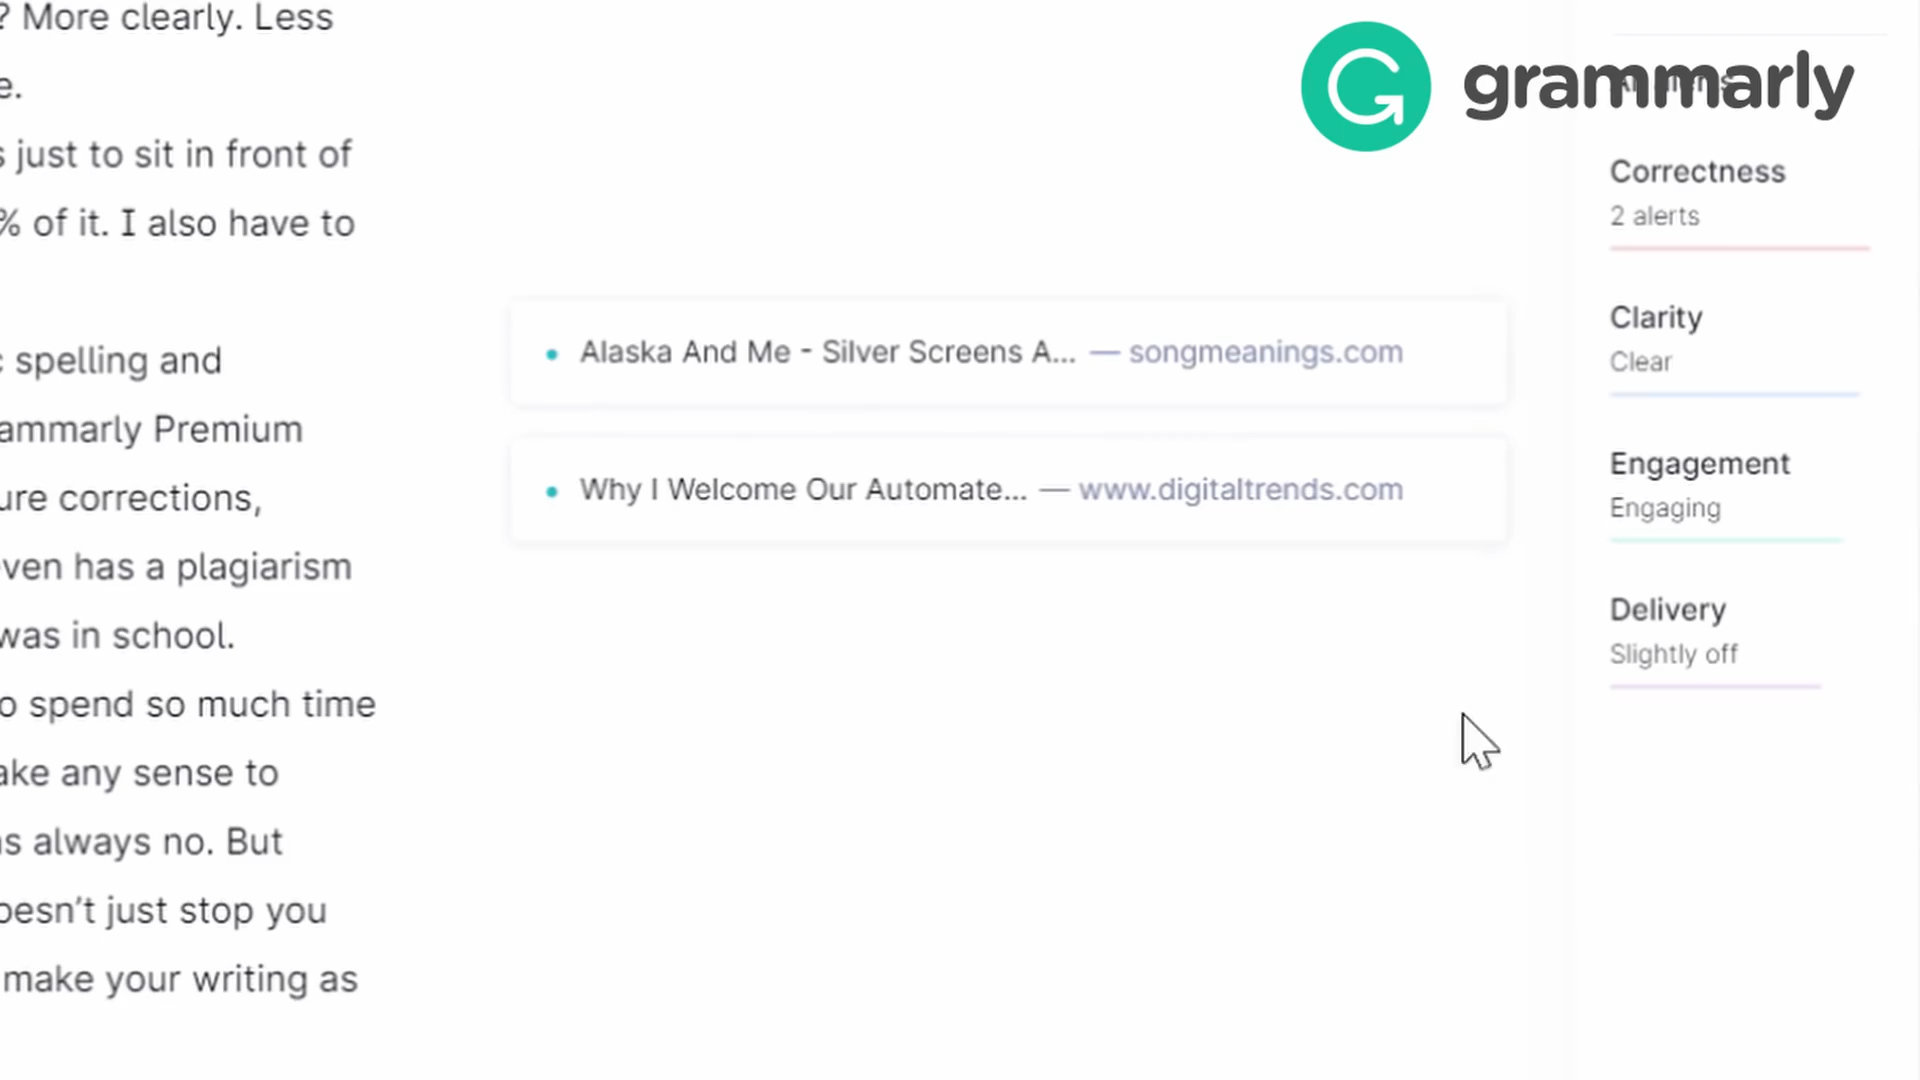 ? More clearly. Less
e.
s just to sit in front of
% of it. I also have to
c spelling and
ammarly Premium
ure corrections,
even has a plagiarism
was in school.
o spend so much time
ake any sense to
as always no. But
oesn't just stop you
make your writing as
Alaska And Me - Silver Screens A... — songmeanings.com
Why I Welcome Our Automate... — www.digitaltrends.com
grammarly
Correctness
2 alerts
Clarity
Clear
Engagement
Engaging
Delivery
Slightly off